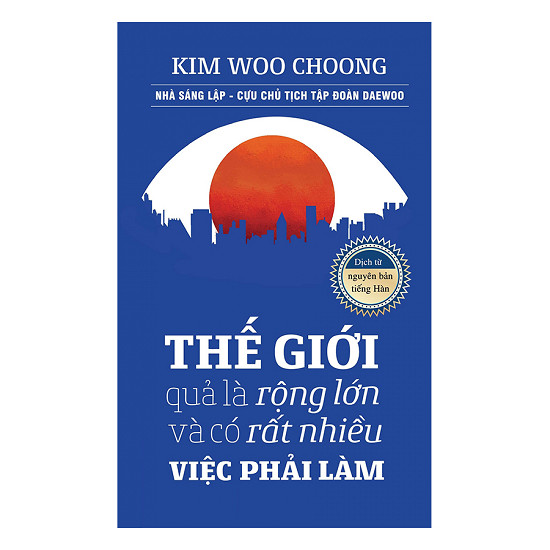 KIM WOO CHOONG
NHÀ SÁNG LẬP - CỰU CHỦ TỊCH TẬP ĐOÀN DAEWOO
Dịch từ
nguyên bản
tiếng Hàn
THẾ GIỚI
quả là rộng lớn
và có rất nhiều
VIỆC PHẢI LÀM